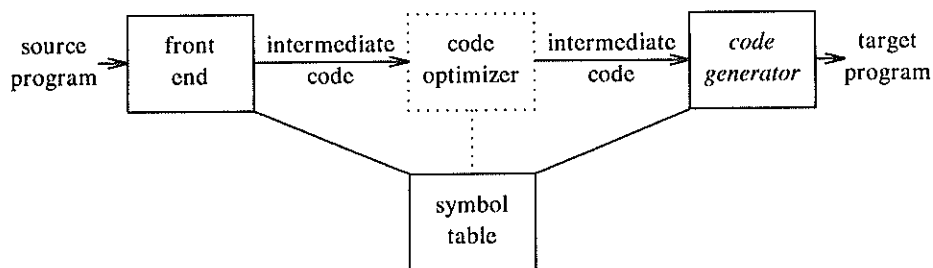 source
program
front
end
intermediate
code
code
optimizer
intermediate
code
code
generator
target
program
symbol
table